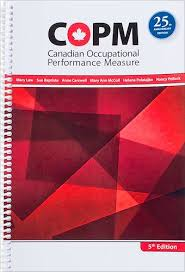 COPM
Canadian Occupational
Performance Measure
25th
Mary Law Sue Baptiste Anne Carswell Mary Ann McColl Helene Polatajko Nancy Pollock
5th Edition